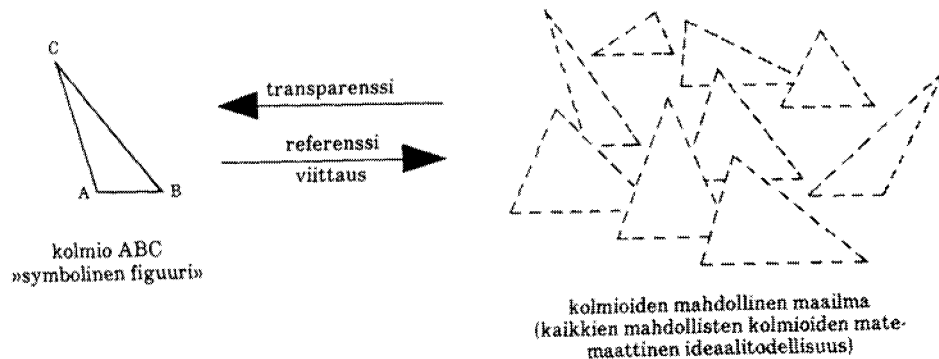 C
A
B
kolmio ABC
»symbolinen figuuri»
transparenssi
referenssi
viittaus
kolmioiden mahdollinen maailma
(kaikkien mahdollisten kolmioiden mate-
maattinen ideaalitodellisuus)